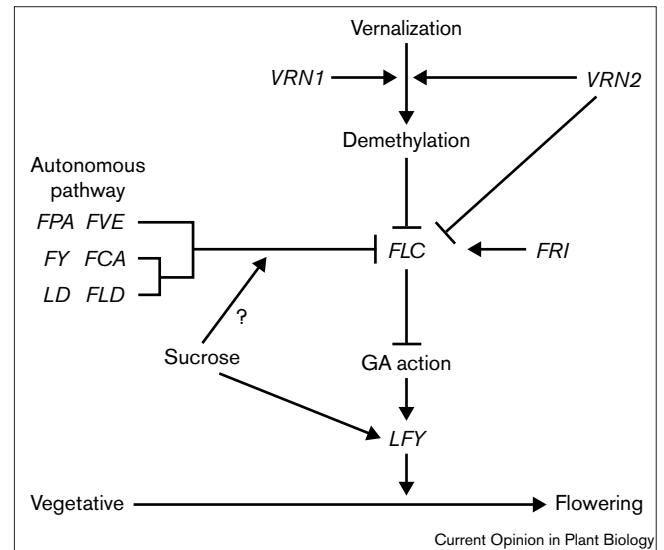 Vernalization
VRN1
VRN2
Demethylation
Autonomous
pathway
FPA FVE
FY FCA
LD FLD
FLC
FRI
?
Sucrose
GA action
LFY
Vegetative
Flowering
Current Opinion in Plant Biology